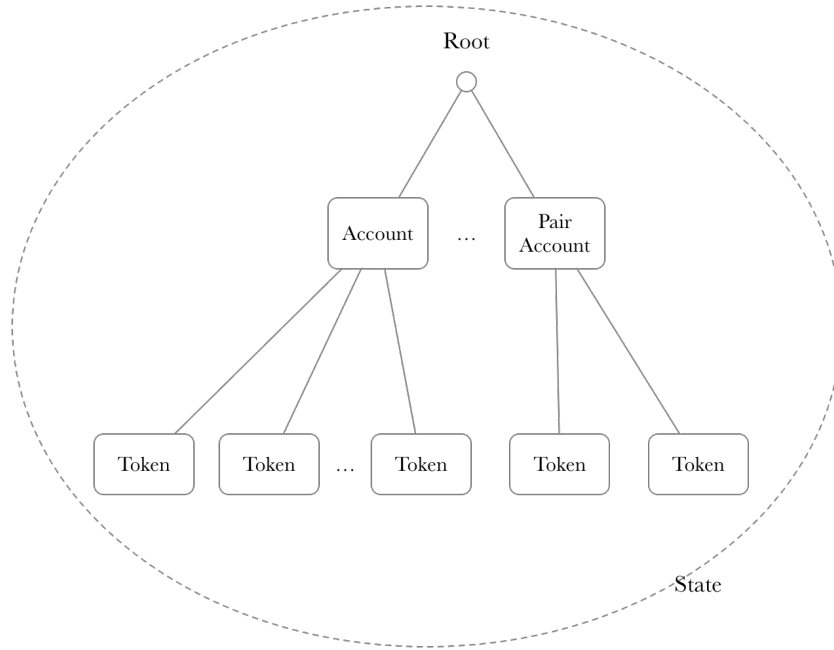 Root
Account
...
Pair
Account
Token
Token
...
Token
Token
Token
State